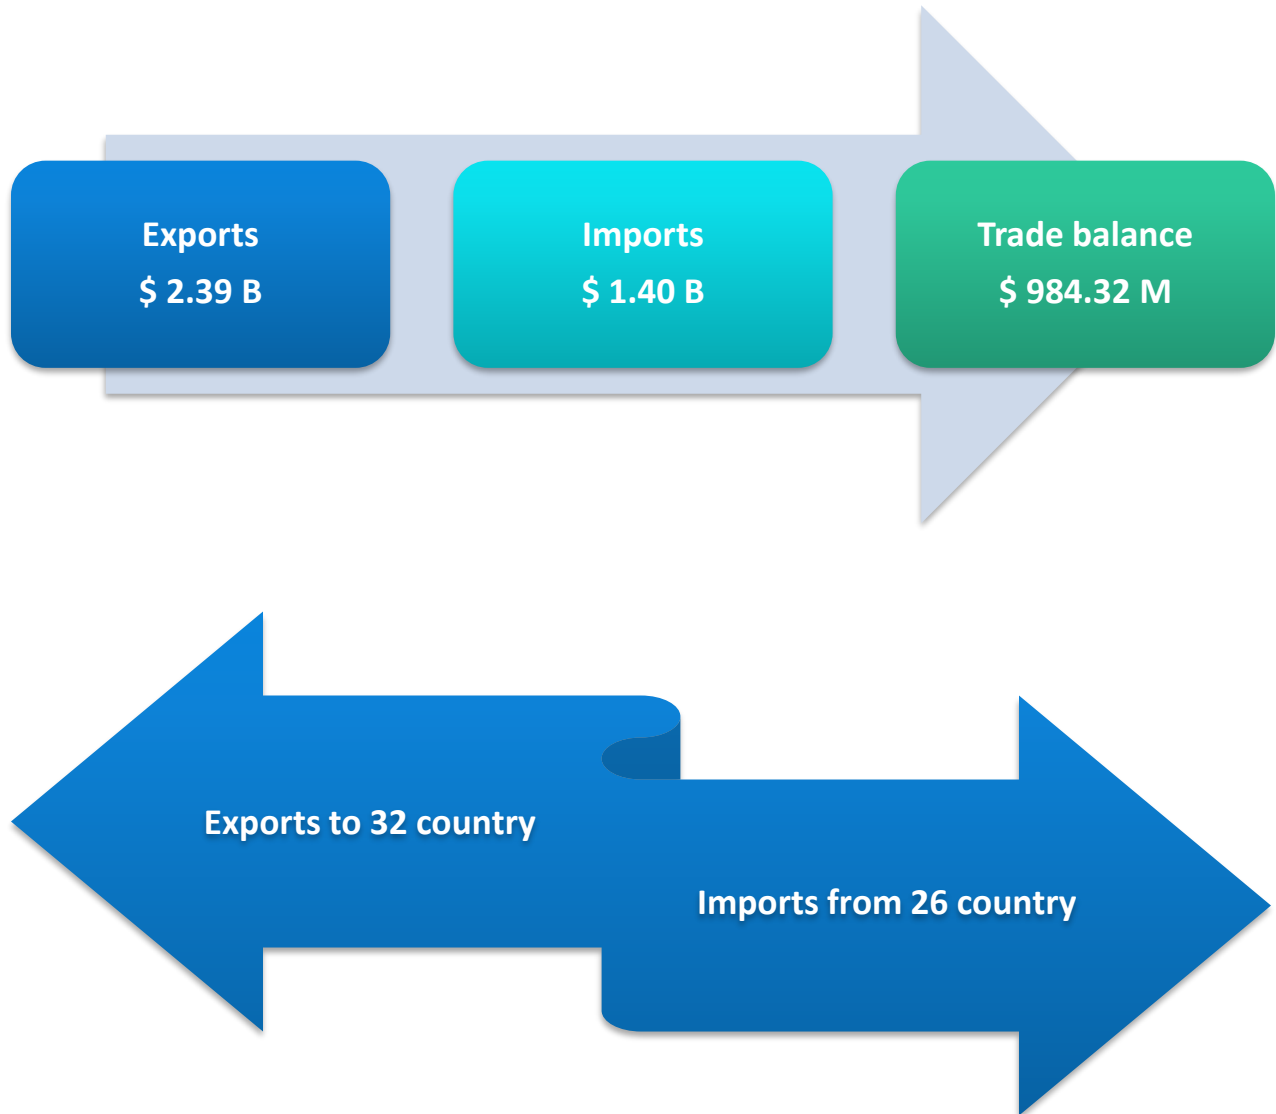 Exports
$ 2.39 B
Imports
$ 1.40 B
Trade balance
$ 984.32 M
Exports to 32 country
Imports from 26 country